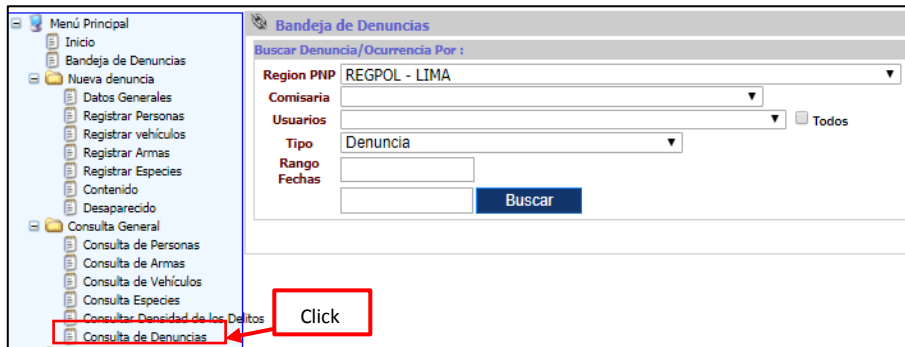 Menú Principal
Inicio
Bandeja de Denuncias
Nueva denuncia
Datos Generales
Registrar Personas
Registrar vehículos
Registrar Armas
Registrar Especies
Contenido
Desaparecido
Consulta General
Consulta de Personas
Consulta de Armas
Consulta de Vehículos
Consulta Especies
Consultar Densidad de los Delitos
Consulta de Denuncias
Click
Bandeja de Denuncias
Buscar Denuncia/Ocurrencia Por :
Region PNP REGPOL - LIMA
Comisaria
Usuarios Todos
Tipo Denuncia
Rango
Fechas
Buscar